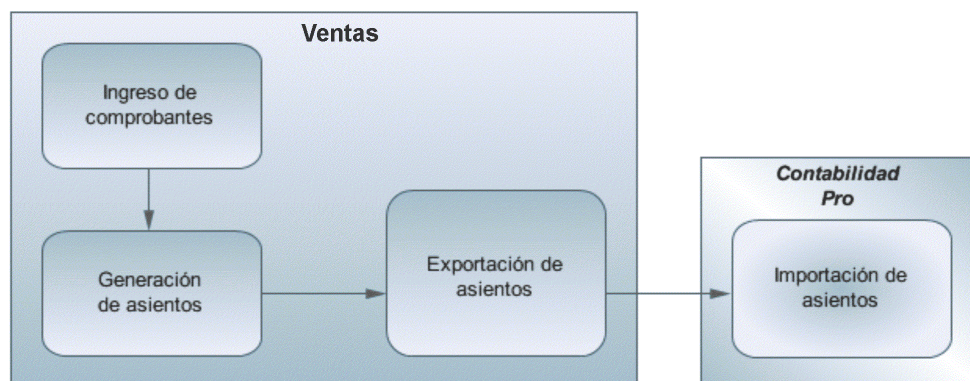 Ventas
Ingreso de
comprobantes
Generación
de asientos
Exportación de
asientos
Contabilidad
Pro
Importación de
asientos